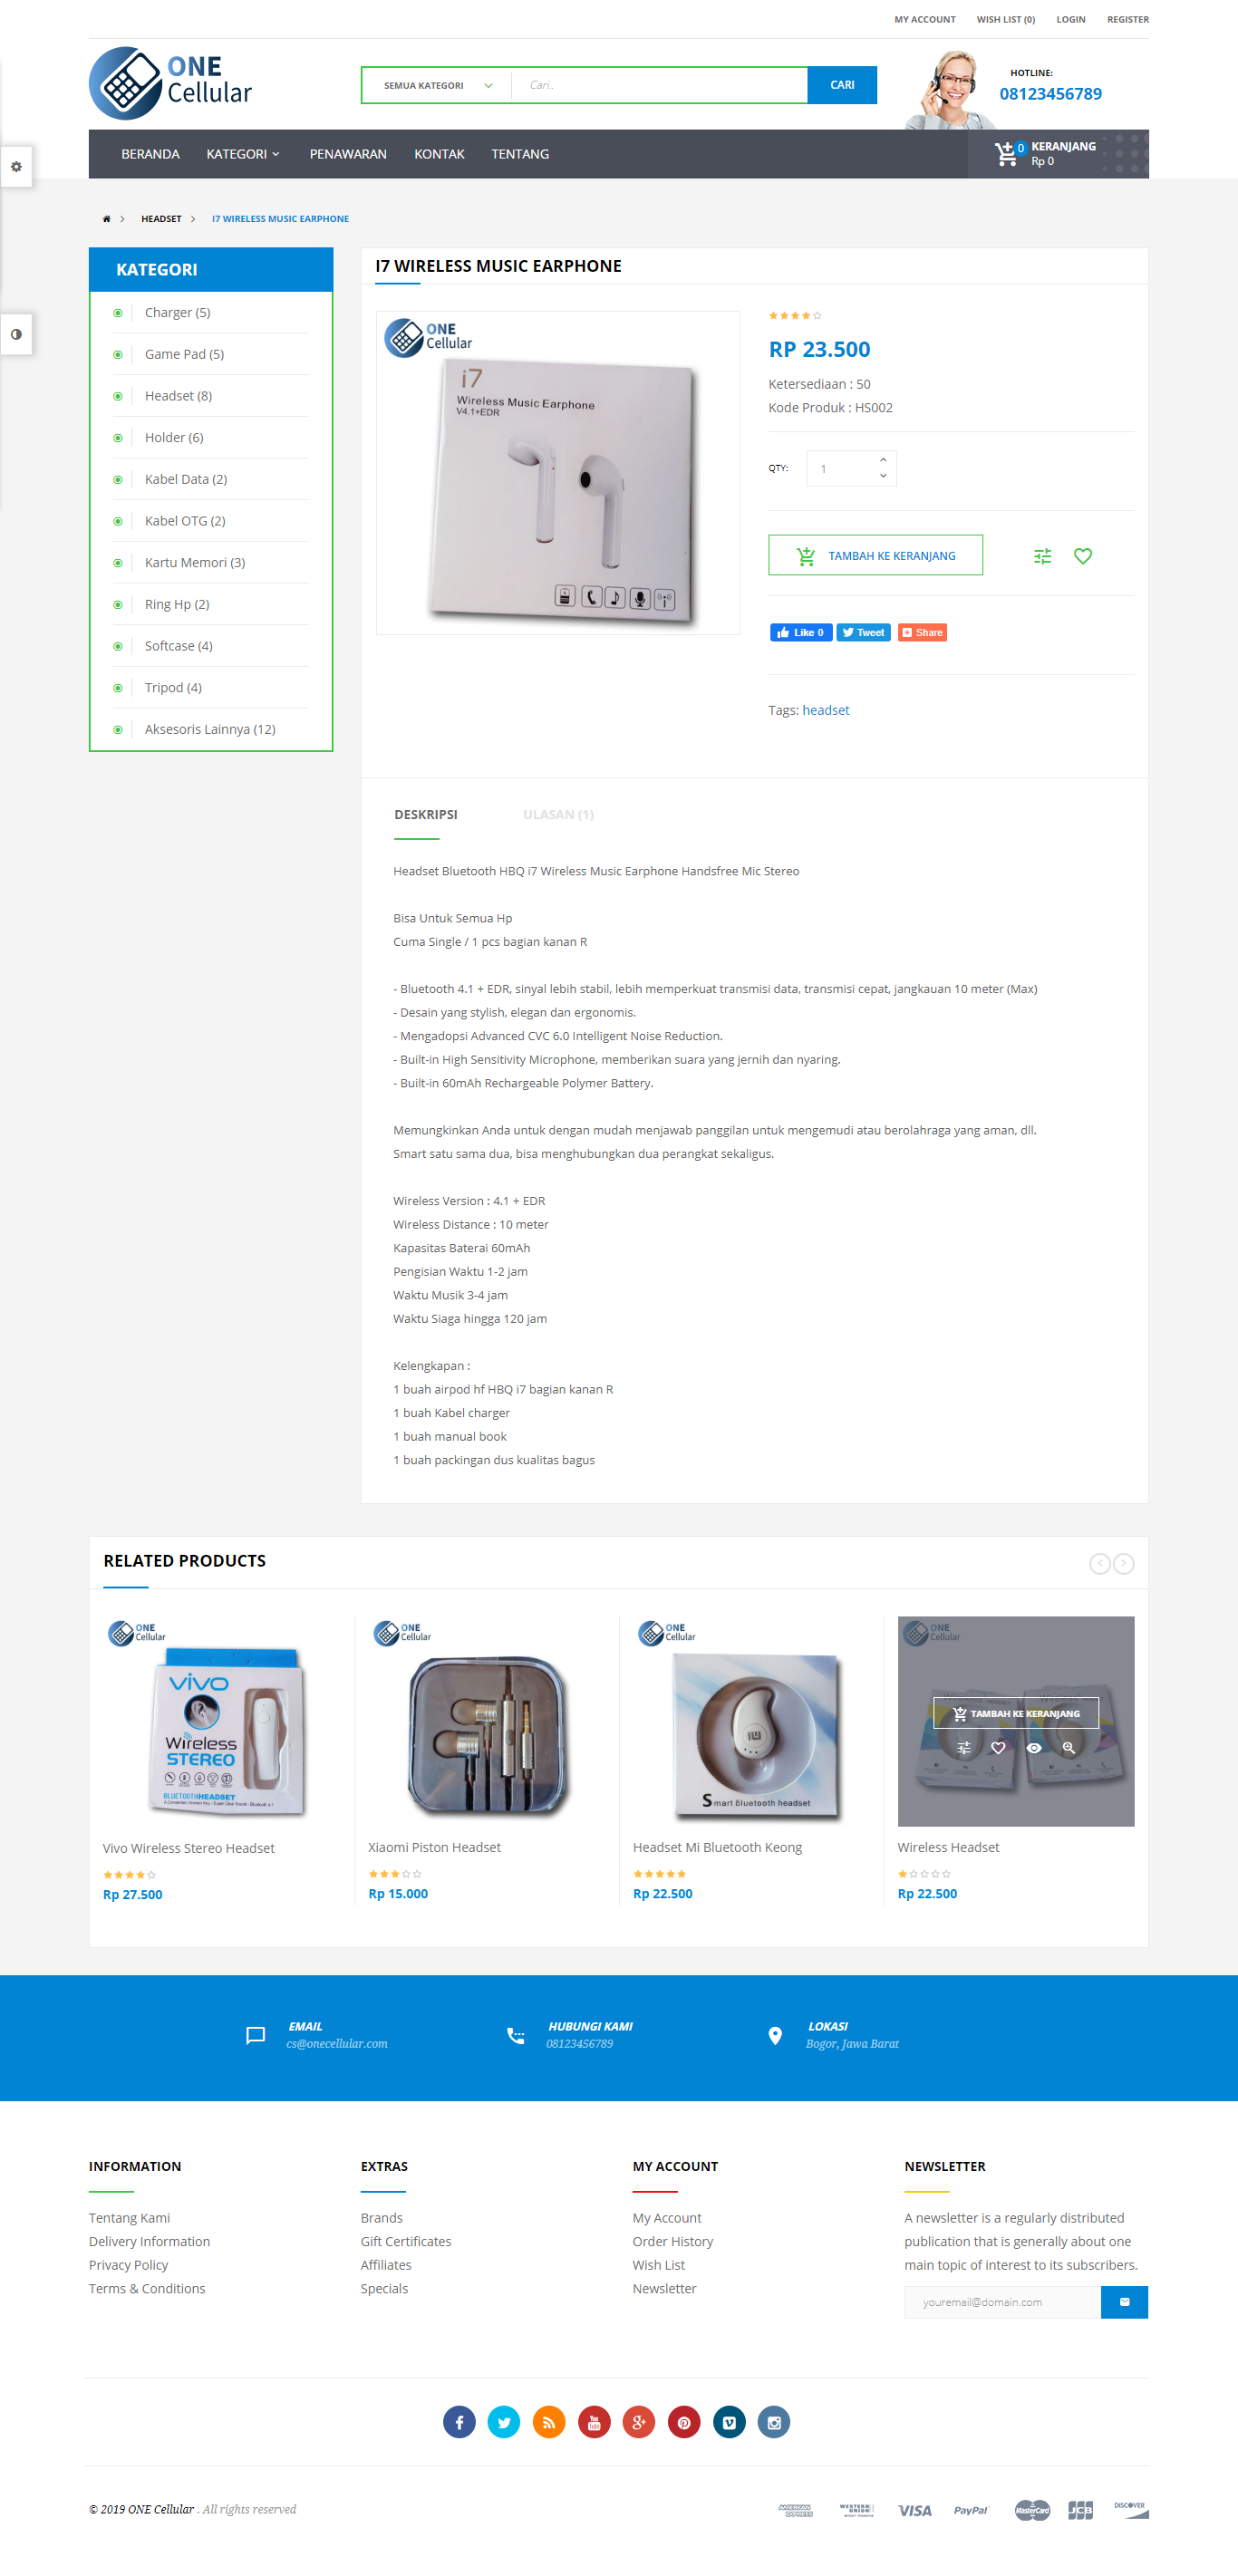 MY ACCOUNT WISH LIST (0) LOGIN REGISTER
ONE
Cellular
SEMUA KATEGORI Cari.. CARI
HOTLINE:
08123456789
BERANDA KATEGORI PENAWARAN KONTAK TENTANG
0 KERANJANG
Rp 0
HEADSET I7 WIRELESS MUSIC EARPHONE
KATEGORI
Charger (5)
Game Pad (5)
Headset (8)
Holder (6)
Kabel Data (2)
Kabel OTG (2)
Kartu Memori (3)
Ring Hp (2)
Softcase (4)
Tripod (4)
Aksesoris Lainnya (12)
I7 WIRELESS MUSIC EARPHONE
ONE
Cellular
i7
Wireless Music Earphone
V4.1+EDR
RP 23.500
Ketersediaan : 50
Kode Produk : HS002
QTY: 1
TAMBAH KE KERANJANG
Like 0 Tweet Share
Tags: headset
DESKRIPSI ULASAN (1)
Headset Bluetooth HBQ i7 Wireless Music Earphone Handsfree Mic Stereo
Bisa Untuk Semua Hp
Cuma Single / 1 pcs bagian kanan R
- Bluetooth 4.1 + EDR, sinyal lebih stabil, lebih memperkuat transmisi data, transmisi cepat, jangkauan 10 meter (Max)
- Desain yang stylish, elegan dan ergonomis.
- Mengadopsi Advanced CVC 6.0 Intelligent Noise Reduction.
- Built-in High Sensitivity Microphone, memberikan suara yang jernih dan nyaring.
- Built-in 60mAh Rechargeable Polymer Battery.
Memungkinkan Anda untuk dengan mudah menjawab panggilan untuk mengemudi atau berolahraga yang aman, dll.
Smart satu sama dua, bisa menghubungkan dua perangkat sekaligus.
Wireless Version : 4.1 + EDR
Wireless Distance : 10 meter
Kapasitas Baterai 60mAh
Pengisian Waktu 1-2 jam
Waktu Musik 3-4 jam
Waktu Siaga hingga 120 jam
Kelengkapan :
1 buah airpod hf HBQ i7 bagian kanan R
1 buah Kabel charger
1 buah manual book
1 buah packingan dus kualitas bagus
RELATED PRODUCTS
ONE
Cellular
vivo
Wireless
STEREO
BLUETOOTH HEADSET
Vivo Wireless Stereo Headset
Rp 27.500
ONE
Cellular
Xiaomi Piston Headset
Rp 15.000
ONE
Cellular
Smart Bluetooth headset
Headset Mi Bluetooth Keong
Rp 22.500
ONE
Cellular
TAMBAH KE KERANJANG
Wireless Headset
Rp 22.500
EMAIL
cs@onecellular.com
HUBUNGI KAMI
08123456789
LOKASI
Bogor, Jawa Barat
INFORMATION
Tentang Kami
Delivery Information
Privacy Policy
Terms & Conditions
EXTRAS
Brands
Gift Certificates
Affiliates
Specials
MY ACCOUNT
My Account
Order History
Wish List
Newsletter
NEWSLETTER
A newsletter is a regularly distributed
publication that is generally about one
main topic of interest to its subscribers.
youremail@domain.com
© 2019 ONE Cellular . All rights reserved
AMERICAN EXPRESS WESTERN UNION VISA PayPal MasterCard JCB DISCOVER